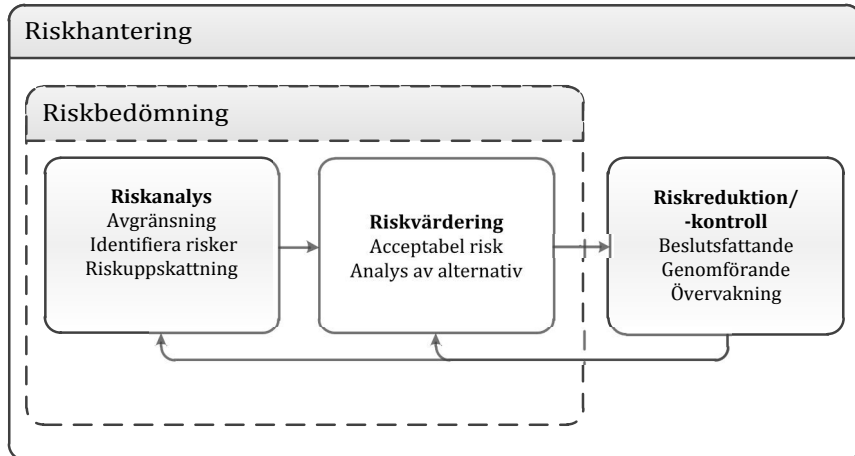 Riskhantering
Riskbedömning
Riskanalys
Avgränsning
Identifiera risker
Riskuppskattning
Riskvärdering
Acceptabel risk
Analys av alternativ
Riskreduktion/
-kontroll
Beslutsfattande
Genomförande
Övervakning